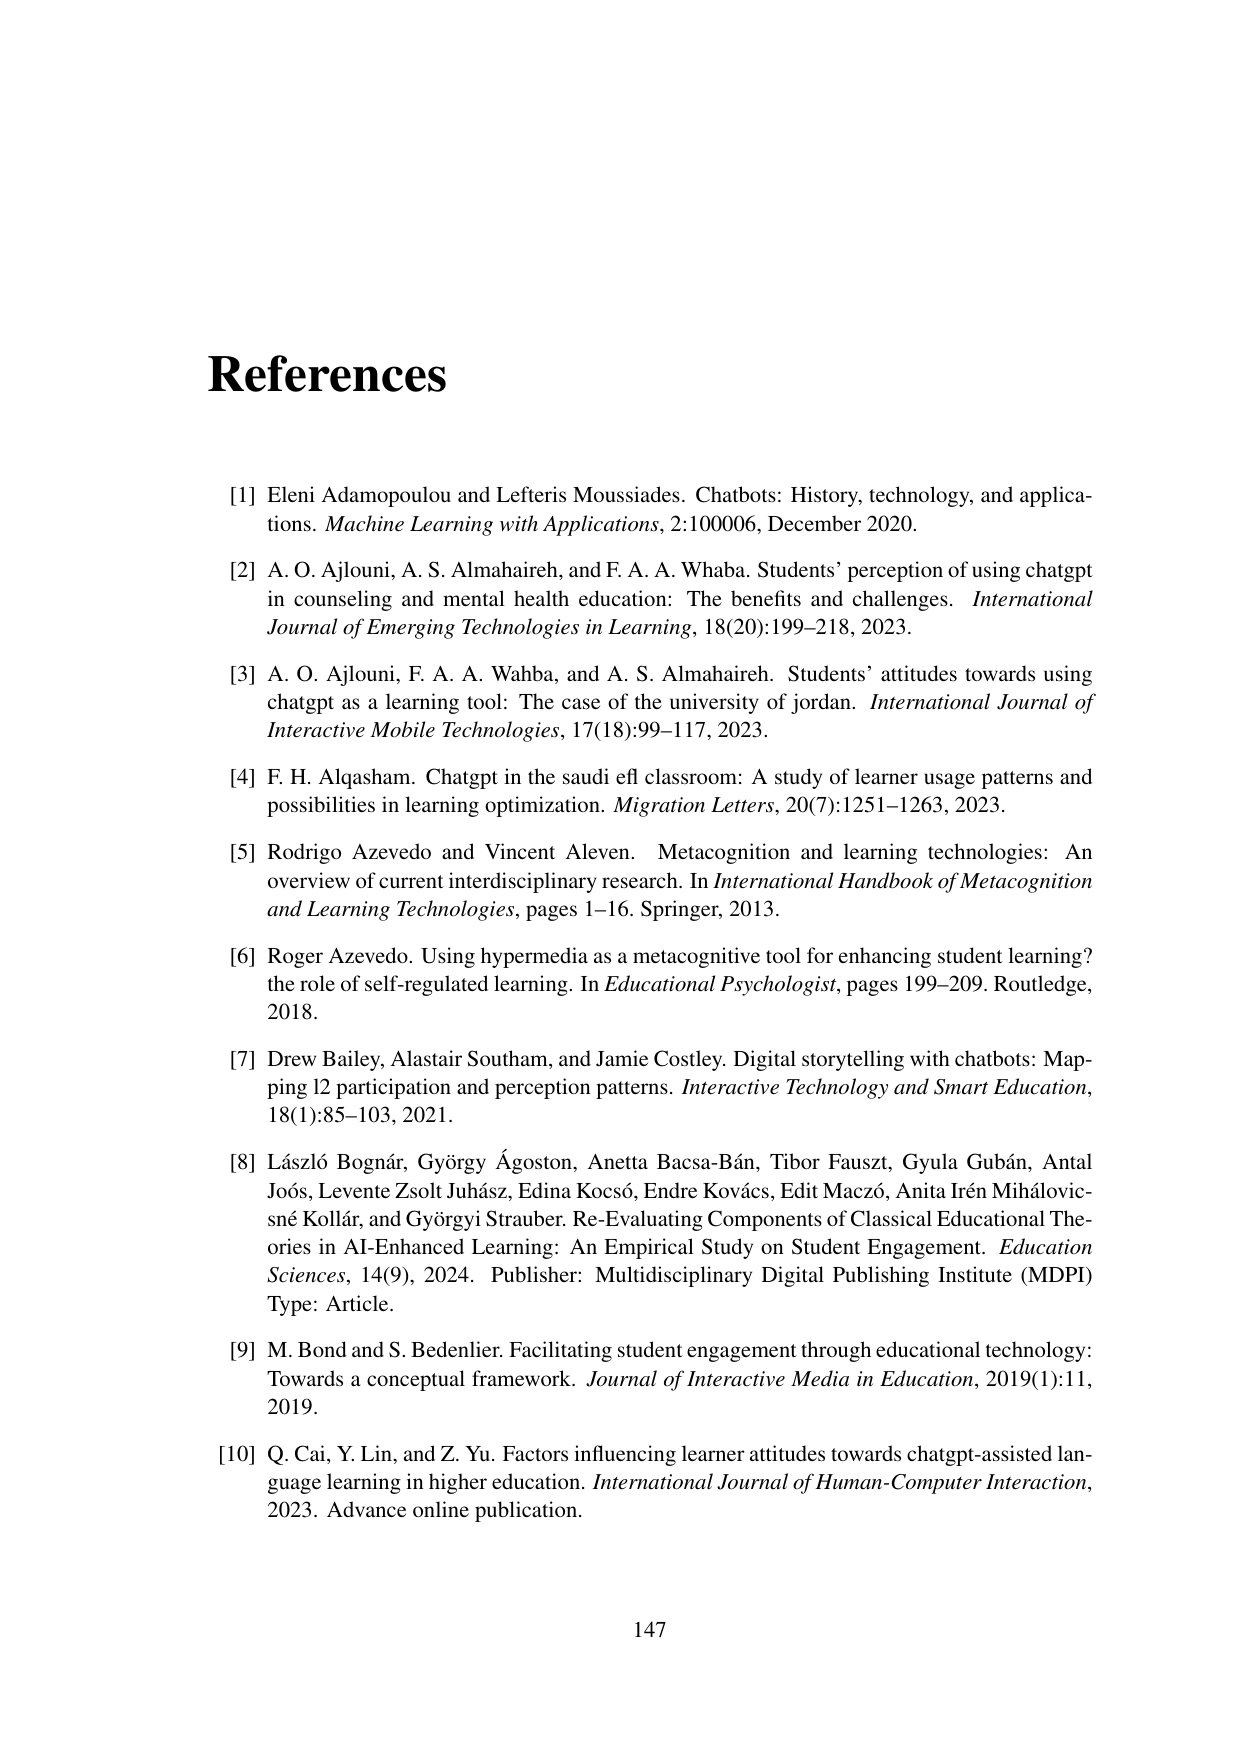 References
[1] Eleni Adamopoulou and Lefteris Moussiades. Chatbots: History, technology, and applica-
tions. Machine Learning with Applications, 2:100006, December 2020.
[2] A. O. Ajlouni, A. S. Almahaireh, and F. A. A. Whaba. Students’ perception of using chatgpt
in counseling and mental health education: The benefits and challenges. International
Journal of Emerging Technologies in Learning, 18(20):199–218, 2023.
[3] A. O. Ajlouni, F. A. A. Wahba, and A. S. Almahaireh. Students’ attitudes towards using
chatgpt as a learning tool: The case of the university of jordan. International Journal of
Interactive Mobile Technologies, 17(18):99–117, 2023.
[4] F. H. Alqasham. Chatgpt in the saudi efl classroom: A study of learner usage patterns and
possibilities in learning optimization. Migration Letters, 20(7):1251–1263, 2023.
[5] Rodrigo Azevedo and Vincent Aleven. Metacognition and learning technologies: An
overview of current interdisciplinary research. In International Handbook of Metacognition
and Learning Technologies, pages 1–16. Springer, 2013.
[6] Roger Azevedo. Using hypermedia as a metacognitive tool for enhancing student learning?
the role of self-regulated learning. In Educational Psychologist, pages 199–209. Routledge,
2018.
[7] Drew Bailey, Alastair Southam, and Jamie Costley. Digital storytelling with chatbots: Map-
ping l2 participation and perception patterns. Interactive Technology and Smart Education,
18(1):85–103, 2021.
[8] László Bognár, György Ágoston, Anetta Bacsa-Bán, Tibor Fauszt, Gyula Gubán, Antal
Joós, Levente Zsolt Juhász, Edina Kocsó, Endre Kovács, Edit Maczó, Anita Irén Mihálovic-
sné Kollár, and Györgyi Strauber. Re-Evaluating Components of Classical Educational The-
ories in AI-Enhanced Learning: An Empirical Study on Student Engagement. Education
Sciences, 14(9), 2024. Publisher: Multidisciplinary Digital Publishing Institute (MDPI)
Type: Article.
[9] M. Bond and S. Bedenlier. Facilitating student engagement through educational technology:
Towards a conceptual framework. Journal of Interactive Media in Education, 2019(1):11,
2019.
[10] Q. Cai, Y. Lin, and Z. Yu. Factors influencing learner attitudes towards chatgpt-assisted lan-
guage learning in higher education. International Journal of Human-Computer Interaction,
2023. Advance online publication.
147